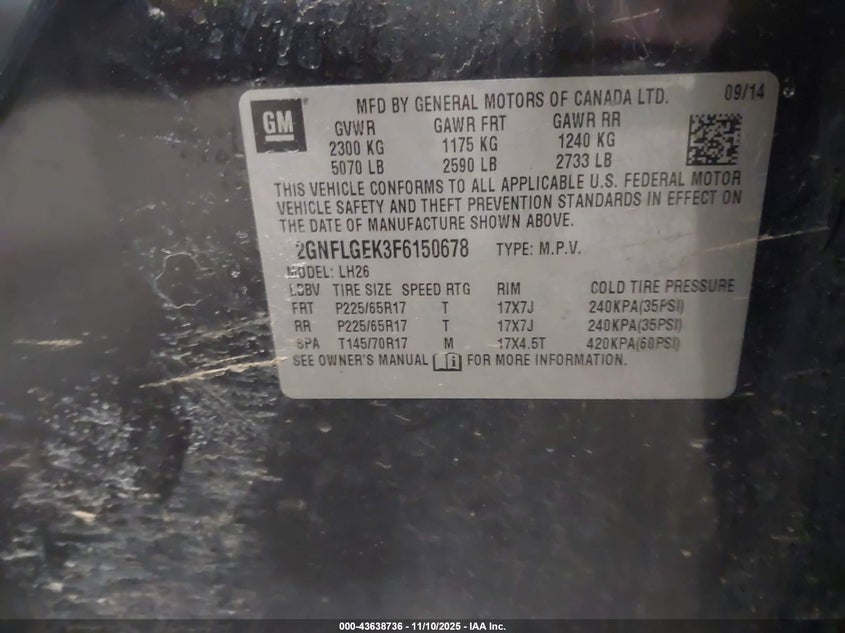 GM
MFD BY GENERAL MOTORS OF CANADA LTD. 09/14
GVWR GAWR FRT GAWR RR
2300 KG 1175 KG 1240 KG
5070 LB 2590 LB 2733 LB
THIS VEHICLE CONFORMS TO ALL APPLICABLE U.S. FEDERAL MOTOR
VEHICLE SAFETY AND THEFT PREVENTION STANDARDS IN EFFECT ON
THE DATE OF MANUFACTURE SHOWN ABOVE.
2GNFLGEK3F6150678 TYPE: M.P.V.
MODEL: LH26
LDBV TIRE SIZE SPEED RTG RIM COLD TIRE PRESSURE
FRT P225/65R17 T 17X7J 240KPA(35PSI)
RR P225/65R17 T 17X7J 240KPA(35PSI)
SPA T145/70R17 M 17X4.5T 420KPA(60PSI)
SEE OWNER'S MANUAL FOR MORE INFORMATION.
000-43638736 - 11/10/2025 - IAA Inc.